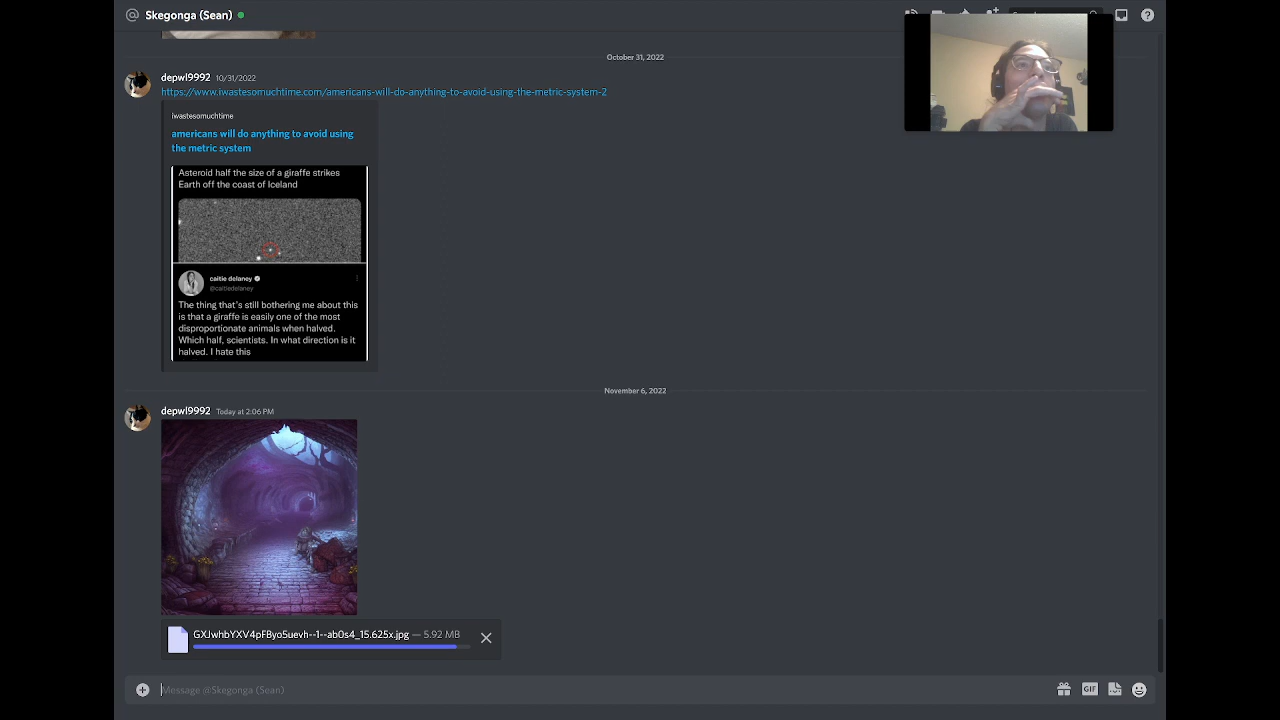 Skegonga (Sean)
October 31, 2022
depwl9992 10/31/2022
https://www.iwastesomuchtime.com/americans-will-do-anything-to-avoid-using-the-metric-system-2
iwastesomuchtime
americans will do anything to avoid using
the metric system
Asteroid half the size of a giraffe strikes
Earth off the coast of Iceland
caitie delaney
@caitiedelaney
The thing that's still bothering me about this
is that a giraffe is easily one of the most
disproportionate animals when halved.
Which half, scientists. In what direction is it
halved. I hate this
November 6, 2022
depwl9992 Today at 2:06 PM
GXJwhbYXV4pFByo5uevh--1--ab0s4_15.625x.jpg — 5.92 MB
Message @Skegonga (Sean)
GIF